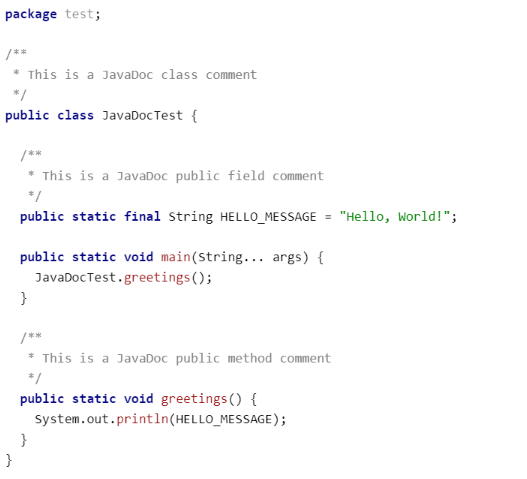 package test;

/**
 * This is a JavaDoc class comment
 */
public class JavaDocTest {

  /**
   * This is a JavaDoc public field comment
   */
  public static final String HELLO_MESSAGE = "Hello, World!";

  public static void main(String... args) {
    JavaDocTest.greetings();
  }

  /**
   * This is a JavaDoc public method comment
   */
  public static void greetings() {
    System.out.println(HELLO_MESSAGE);
  }
}